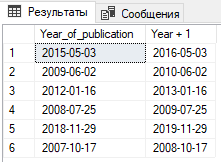 Результаты Сообщения
Year_of_publication Year + 1
1 2015-05-03 2016-05-03
2 2009-06-02 2010-06-02
3 2012-01-16 2013-01-16
4 2008-07-25 2009-07-25
5 2018-11-29 2019-11-29
6 2007-10-17 2008-10-17